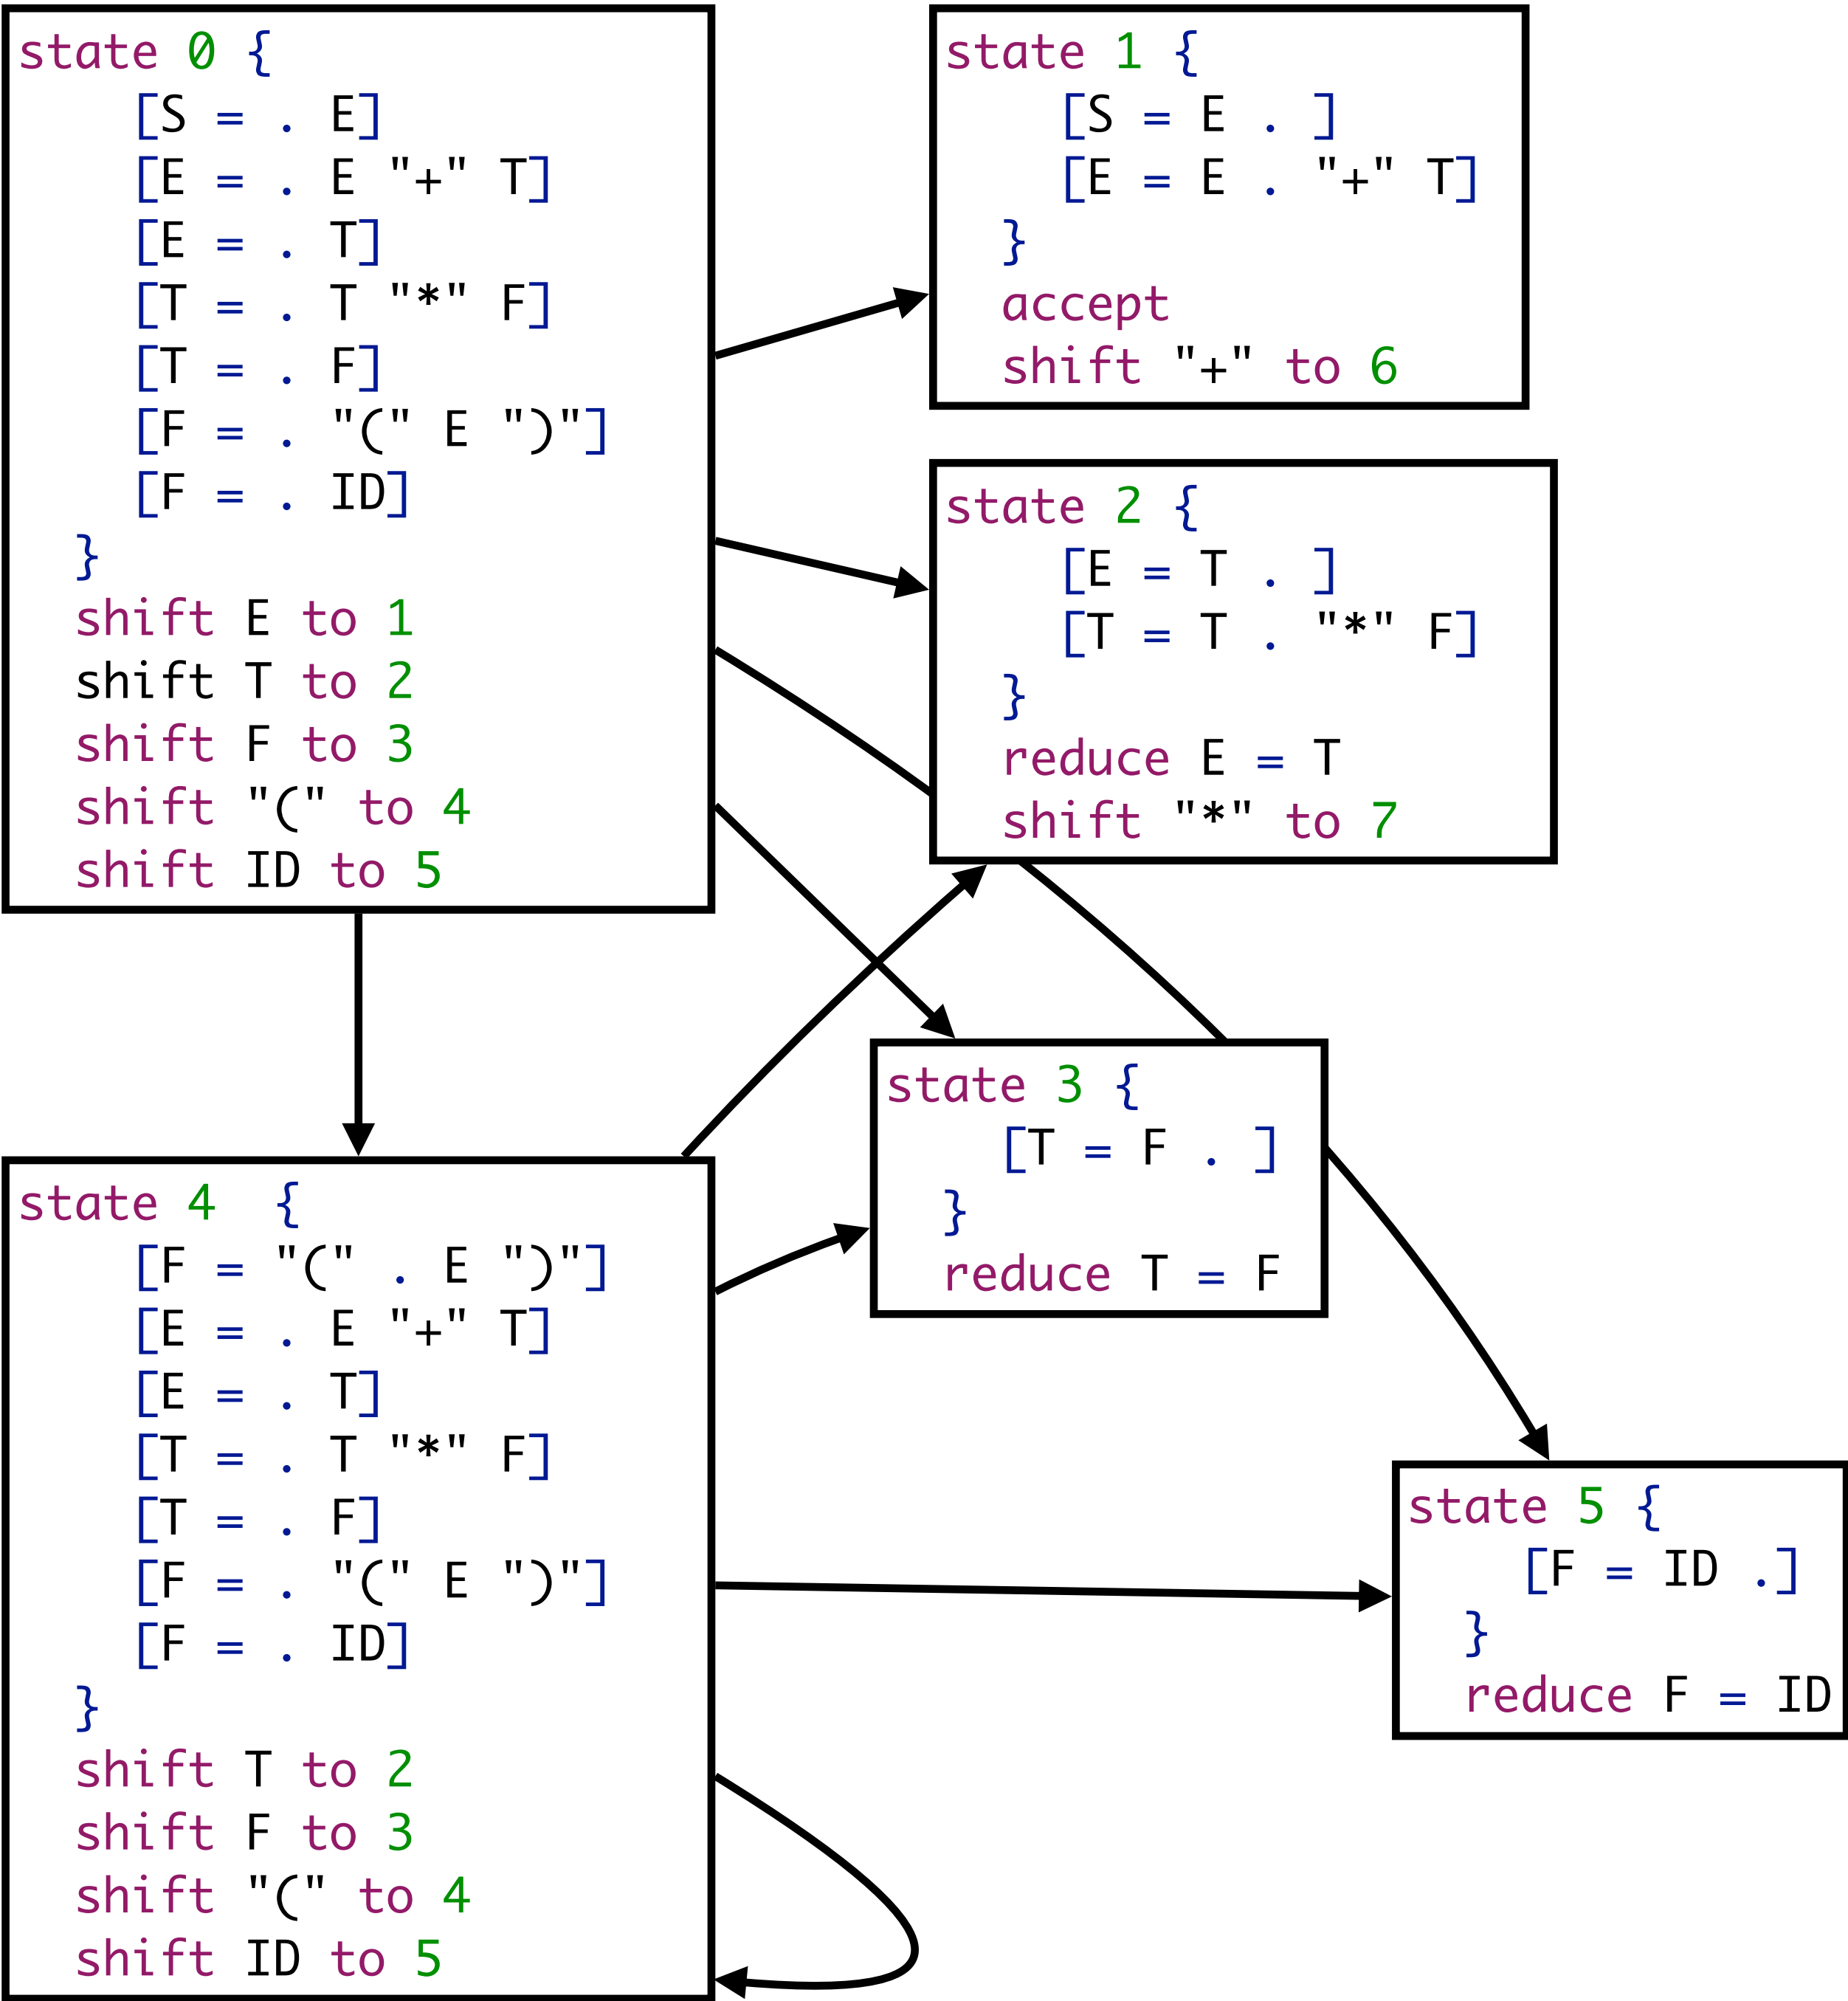 state 0 {
[S = . E]
[E = . E "+" T]
[E = . T]
[T = . T "*" F]
[T = . F]
[F = . "(" E ")"]
[F = . ID]
}
shift E to 1
shift T to 2
shift F to 3
shift "(" to 4
shift ID to 5
state 1 {
[S = E . ]
[E = E . "+" T]
}
accept
shift "+" to 6
state 2 {
[E = T . ]
[T = T . "*" F]
}
reduce E = T
shift "*" to 7
state 3 {
[T = F . ]
}
reduce T = F
state 4 {
[F = "(" . E ")"]
[E = . E "+" T]
[E = . T]
[T = . T "*" F]
[T = . F]
[F = . "(" E ")"]
[F = . ID]
}
shift T to 2
shift F to 3
shift "(" to 4
shift ID to 5
state 5 {
[F = ID .]
}
reduce F = ID